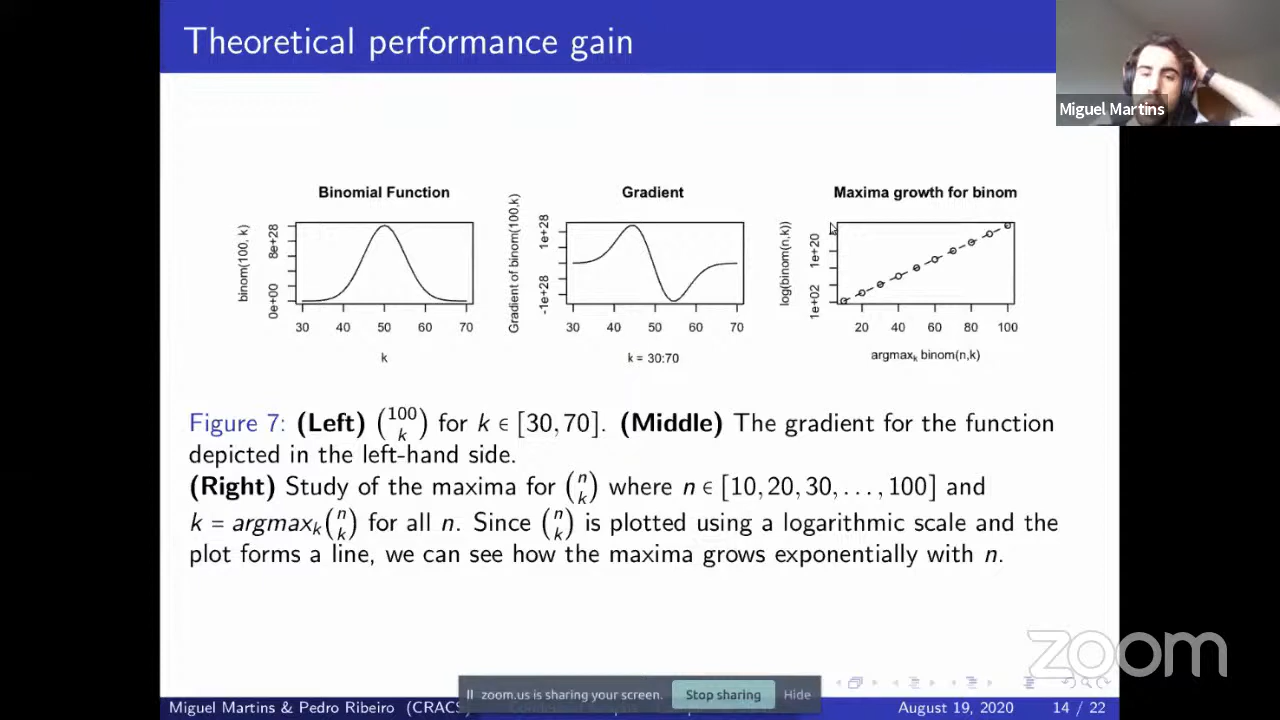 Theoretical performance gain
Miguel Martins
Binomial Function
binom(100, k)
0e+00 8e+28
30 40 50 60 70
k
Gradient
Gradient of binom(100,k)
-1e+28 1e+28
30 40 50 60 70
k = 30:70
Maxima growth for binom
log(binom(n,k))
1e+02 1e+20
20 40 60 80 100
argmaxₖ binom(n,k)
Figure 7: (Left) (100 k) for k ∈ [30, 70]. (Middle) The gradient for the function
depicted in the left-hand side.
(Right) Study of the maxima for (n k) where n ∈ [10, 20, 30, . . . , 100] and
k = argmaxₖ(n k) for all n. Since (n k) is plotted using a logarithmic scale and the
plot forms a line, we can see how the maxima grows exponentially with n.
zoom
zoom.us is sharing your screen. Stop sharing Hide
Miguel Martins & Pedro Ribeiro (CRACS
August 19, 2020 14 / 22